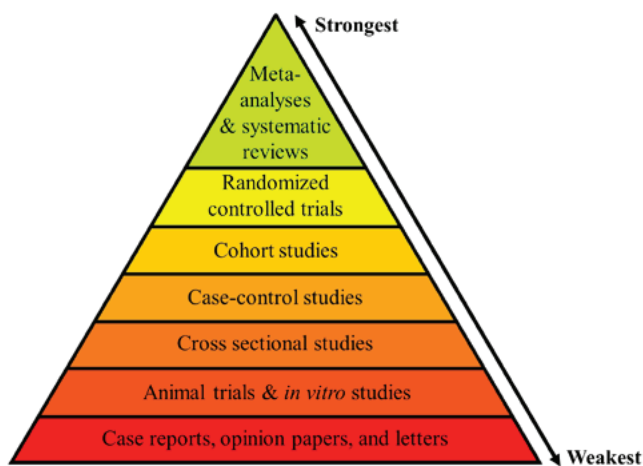 Strongest
Meta-
analyses
& systematic
reviews
Randomized
controlled trials
Cohort studies
Case-control studies
Cross sectional studies
Animal trials & in vitro studies
Case reports, opinion papers, and letters
Weakest